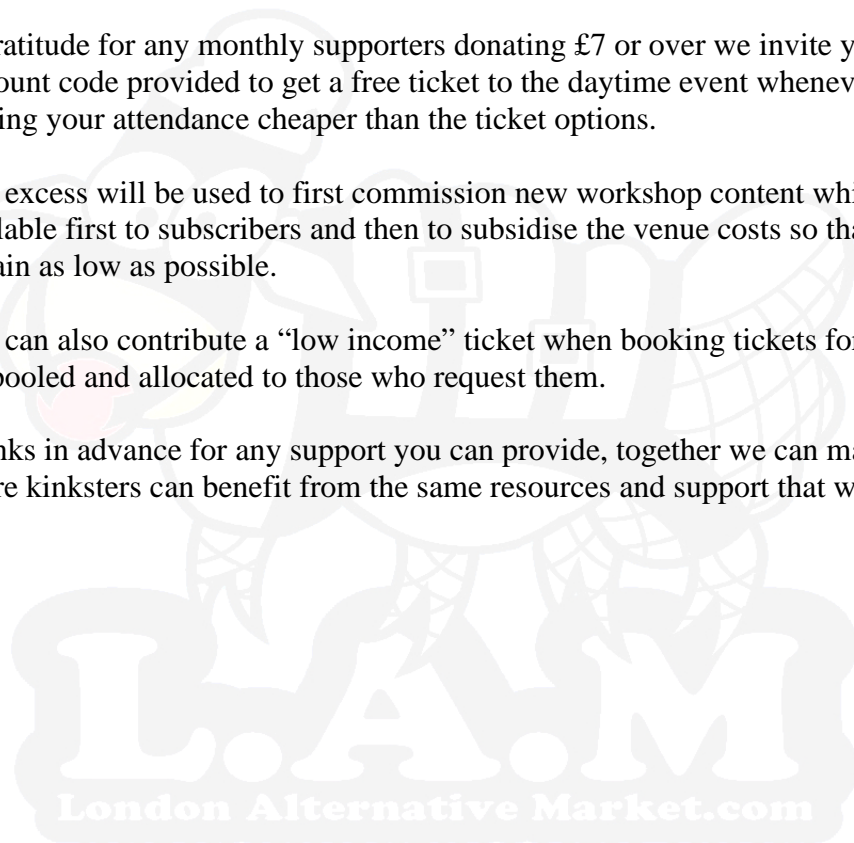 ratitude for any monthly supporters donating £7 or over we invite y
ount code provided to get a free ticket to the daytime event whenev
ing your attendance cheaper than the ticket options.
excess will be used to first commission new workshop content whi
lable first to subscribers and then to subsidise the venue costs so tha
ain as low as possible.
can also contribute a “low income” ticket when booking tickets for
pooled and allocated to those who request them.
nks in advance for any support you can provide, together we can ma
re kinksters can benefit from the same resources and support that w
L.A.M
London Alternative Market.com